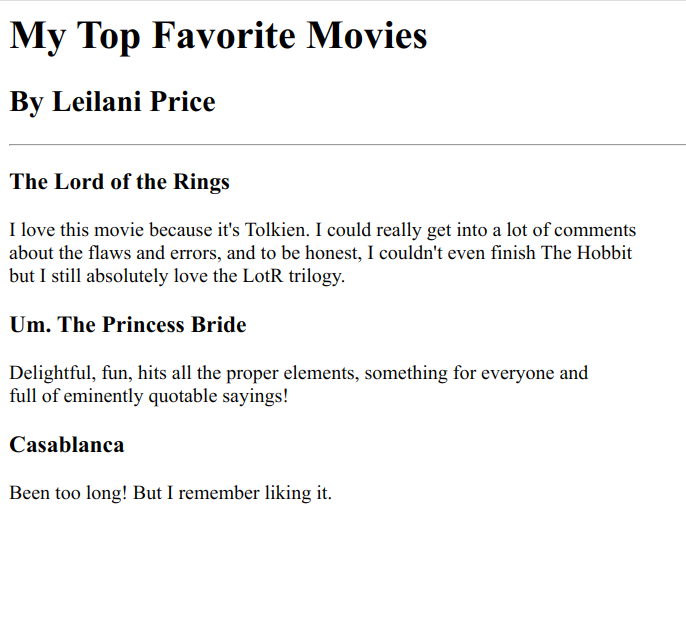 My Top Favorite Movies
By Leilani Price
The Lord of the Rings
I love this movie because it's Tolkien. I could really get into a lot of comments
about the flaws and errors, and to be honest, I couldn't even finish The Hobbit
but I still absolutely love the LotR trilogy.
Um. The Princess Bride
Delightful, fun, hits all the proper elements, something for everyone and
full of eminently quotable sayings!
Casablanca
Been too long! But I remember liking it.